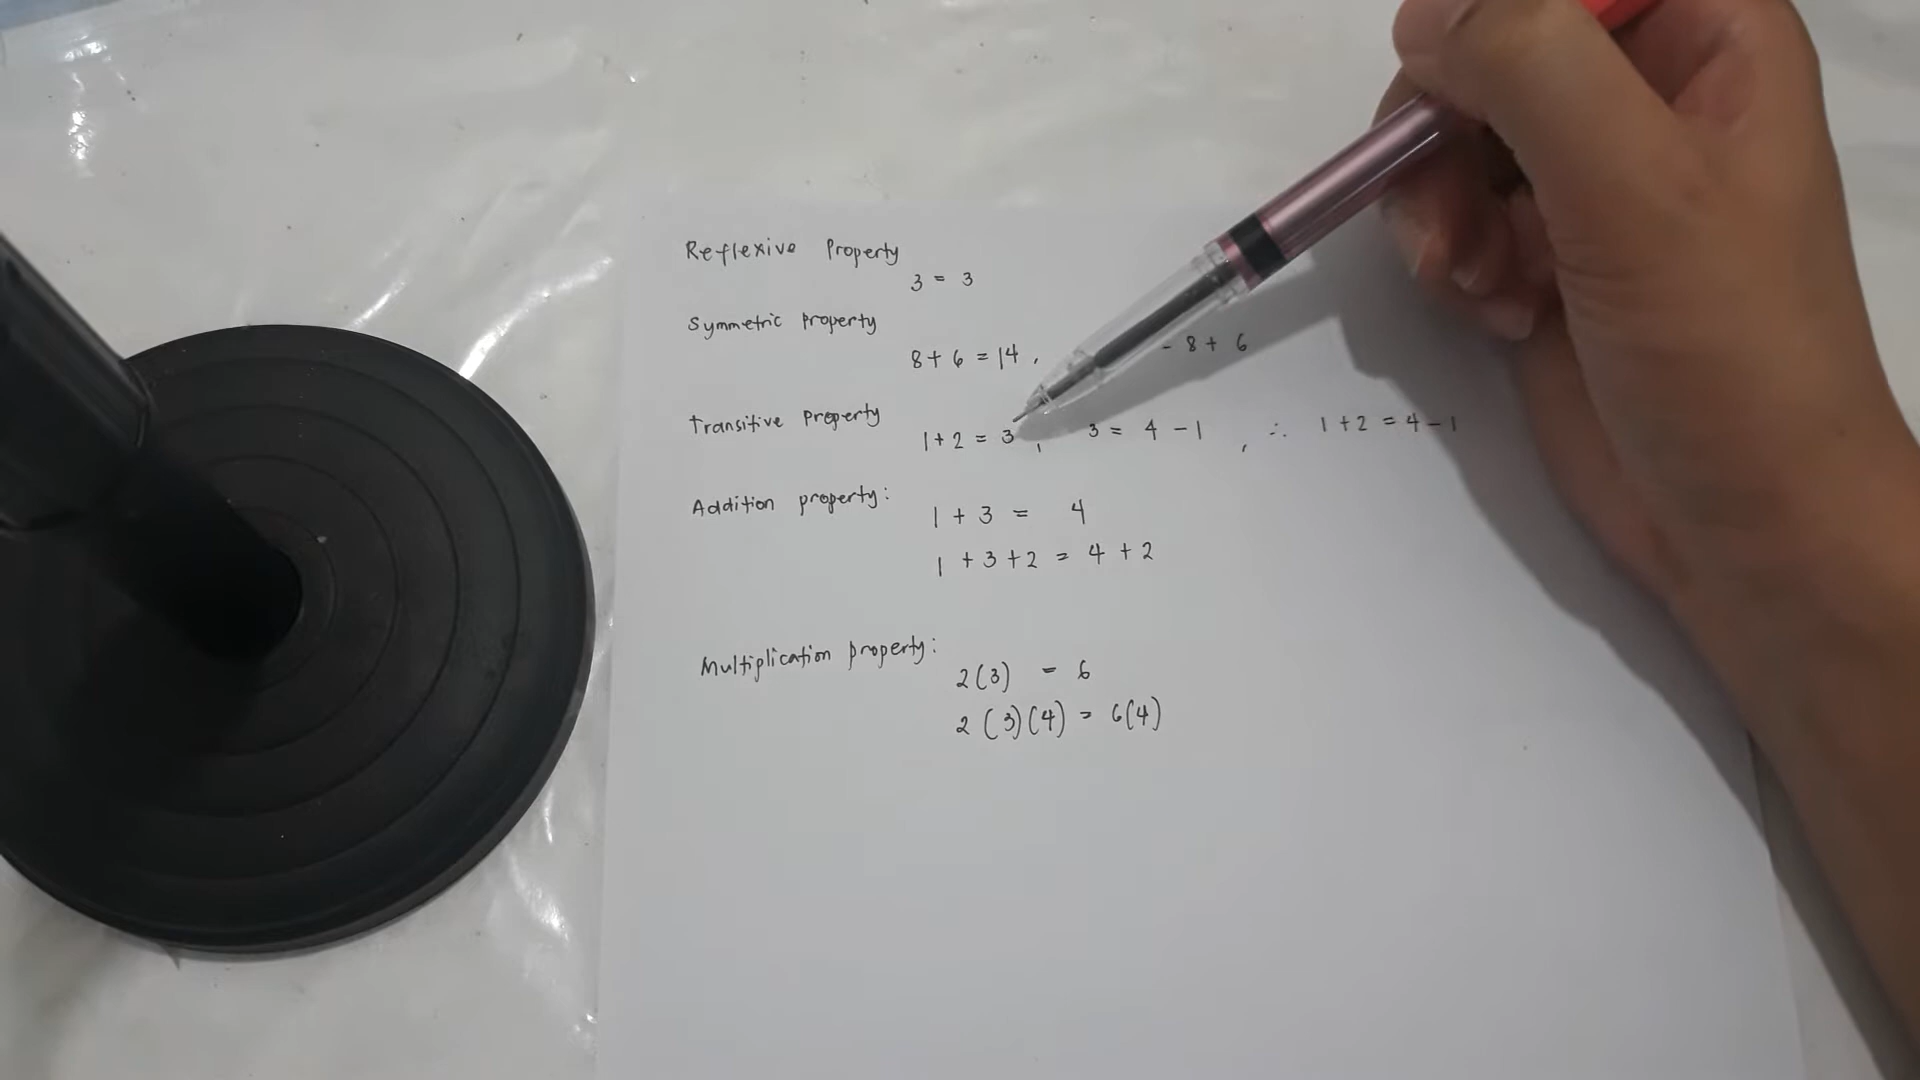 Reflexive Property
3 = 3
Symmetric Property
8 + 6 = 14, - 8 + 6
Transitive Property
1 + 2 = 3, 3 = 4 - 1, ∴ 1 + 2 = 4 - 1
Addition property:
1 + 3 = 4
1 + 3 + 2 = 4 + 2
Multiplication property:
2(3) = 6
2(3)(4) = 6(4)